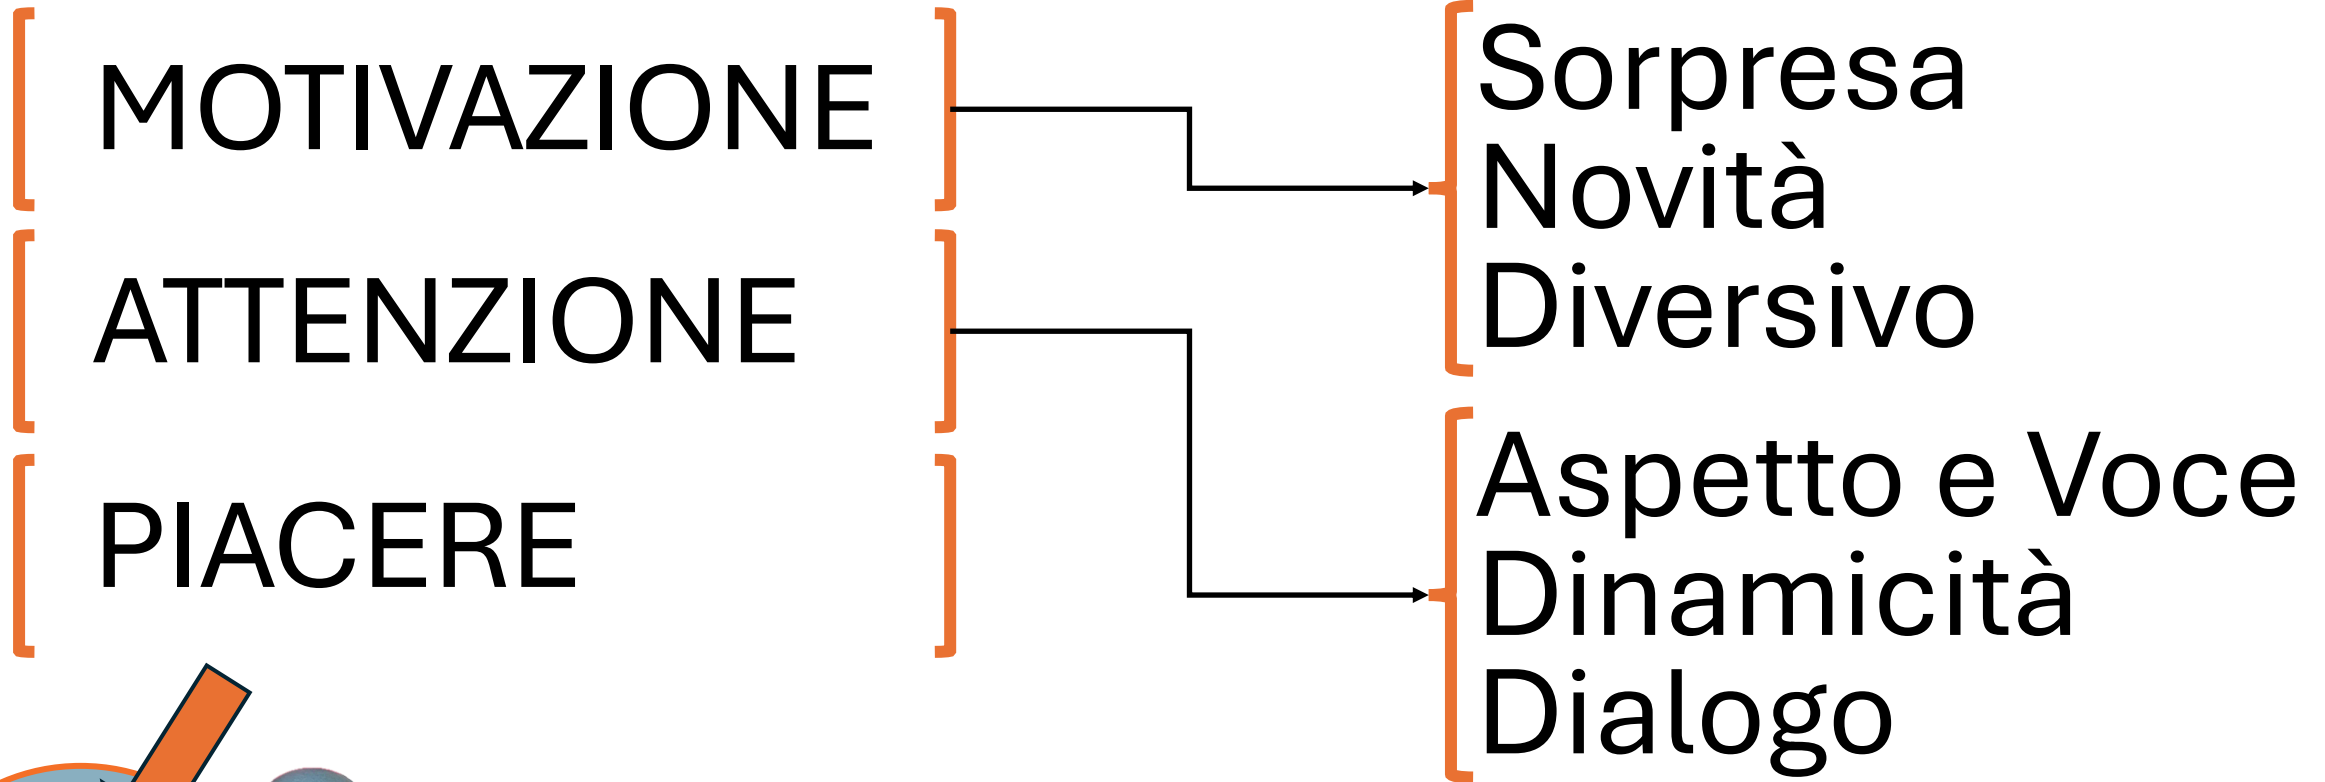 MOTIVAZIONE
ATTENZIONE
PIACERE
Sorpresa
Novità
Diversivo
Aspetto e Voce
Dinamicità
Dialogo